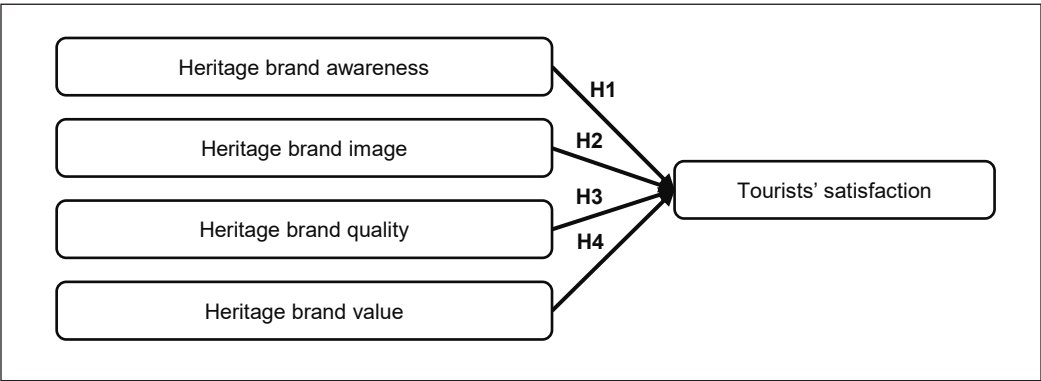 Heritage brand awareness
H1
Heritage brand image
H2
Tourists’ satisfaction
H3
Heritage brand quality
H4
Heritage brand value